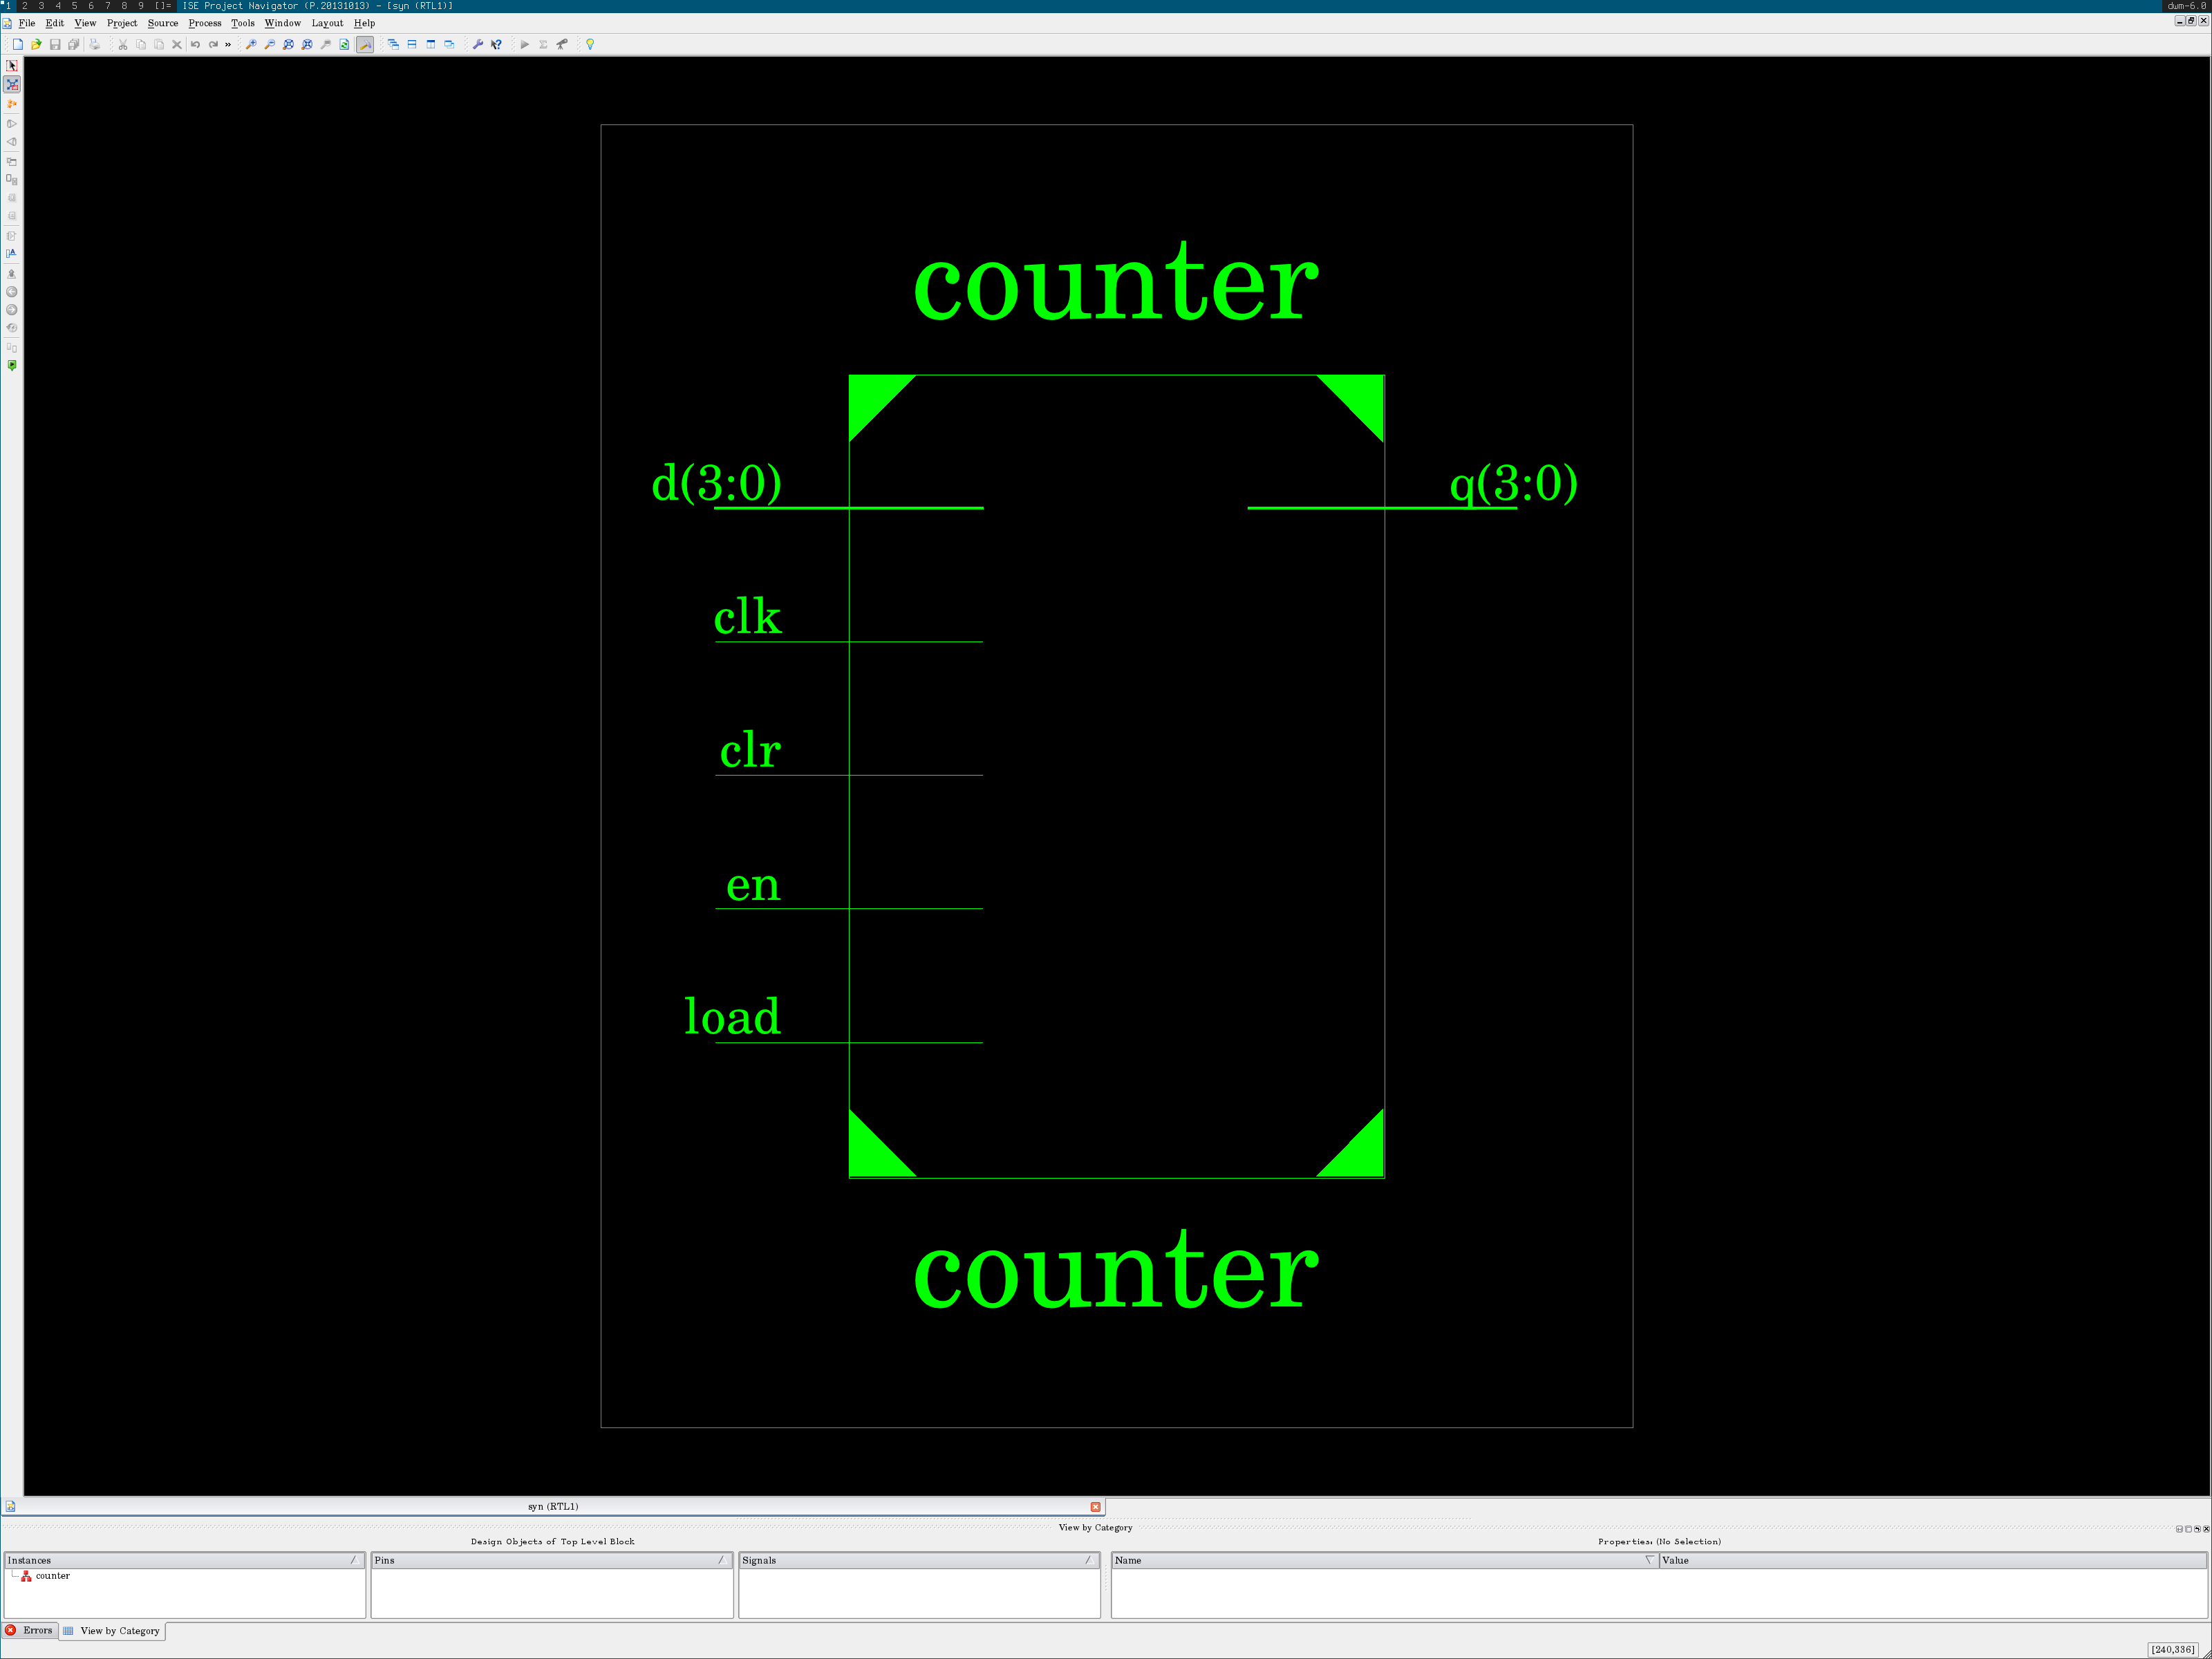 1 2 3 4 5 6 7 8 9 []= ISE Project Navigator (P.20131013) - [syn (RTL1)] dwm-6.0
File Edit View Project Source Process Tools Window Layout Help
counter
d(3:0) q(3:0)
clk
clr
en
load
counter
syn (RTL1)
View by Category
Design Objects of Top Level Block Properties: (No Selection)
Instances Pins Signals Name Value
counter
Errors View by Category
[240,336]